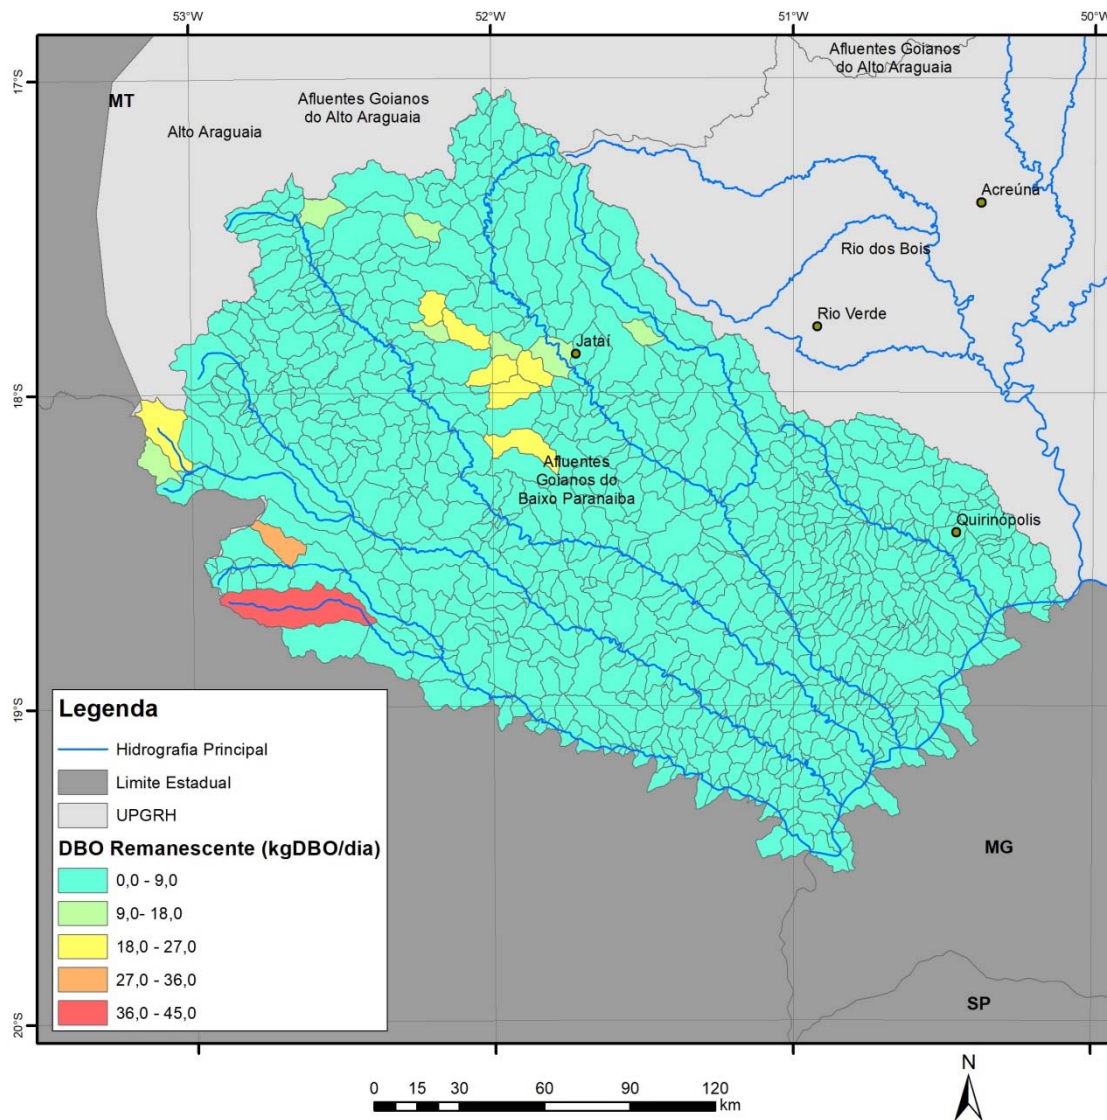 53°W
52°W
51°W
50°W
17°S
18°S
19°S
20°S
MT
Alto Araguaia
Afluentes Goianos
do Alto Araguaia
Afluentes Goianos
do Alto Araguaia
Acreúna
Rio dos Bois
Rio Verde
Jataí
Afluentes
Goianos do
Baixo Paranaiba
Quirinópolis
MG
SP
Legenda
Hidrografia Principal
Limite Estadual
UPGRH
DBO Remanescente (kgDBO/dia)
0,0 - 9,0
9,0- 18,0
18,0 - 27,0
27,0 - 36,0
36,0 - 45,0
0 15 30 60 90 120
km
N